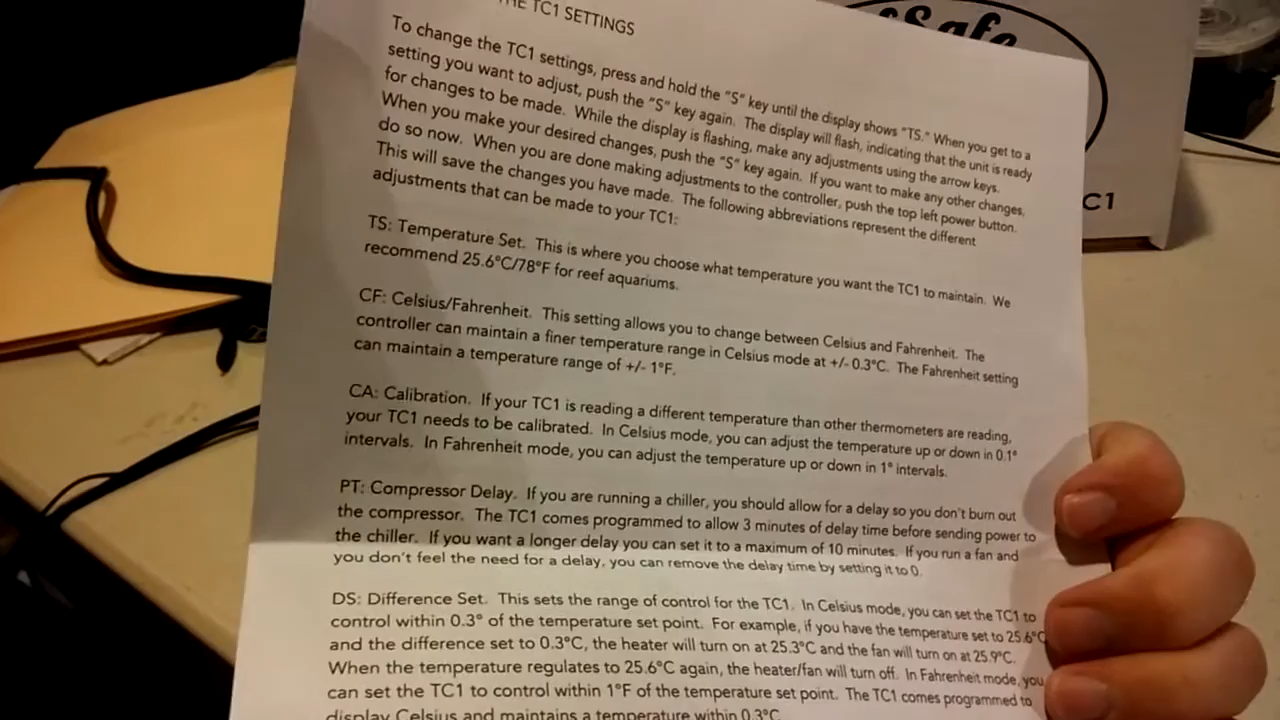 THE TC1 SETTINGS
Safe
To change the TC1 settings, press and hold the "S" key until the display shows "TS." When you get to a
setting you want to adjust, push the "S" key again. The display will flash, indicating that the unit is ready
for changes to be made. While the display is flashing, make any adjustments using the arrow keys.
When you make your desired changes, push the "S" key again. If you want to make any other changes,
do so now. When you are done making adjustments to the controller, push the top left power button.
This will save the changes you have made. The following abbreviations represent the different
adjustments that can be made to your TC1:
C1
TS: Temperature Set. This is where you choose what temperature you want the TC1 to maintain. We
recommend 25.6°C/78°F for reef aquariums.
CF: Celsius/Fahrenheit. This setting allows you to change between Celsius and Fahrenheit. The
controller can maintain a finer temperature range in Celsius mode at +/- 0.3°C. The Fahrenheit setting
can maintain a temperature range of +/- 1°F.
CA: Calibration. If your TC1 is reading a different temperature than other thermometers are reading,
your TC1 needs to be calibrated. In Celsius mode, you can adjust the temperature up or down in 0.1°
intervals. In Fahrenheit mode, you can adjust the temperature up or down in 1° intervals.
PT: Compressor Delay. If you are running a chiller, you should allow for a delay so you don't burn out
the compressor. The TC1 comes programmed to allow 3 minutes of delay time before sending power to
the chiller. If you want a longer delay you can set it to a maximum of 10 minutes. If you run a fan and
you don't feel the need for a delay, you can remove the delay time by setting it to 0.
DS: Difference Set. This sets the range of control for the TC1. In Celsius mode, you can set the TC1 to
control within 0.3° of the temperature set point. For example, if you have the temperature set to 25.6°C
and the difference set to 0.3°C, the heater will turn on at 25.3°C and the fan will turn on at 25.9°C.
When the temperature regulates to 25.6°C again, the heater/fan will turn off. In Fahrenheit mode, you
can set the TC1 to control within 1°F of the temperature set point. The TC1 comes programmed to
display Celsius and maintains a temperature within 0.3°C.